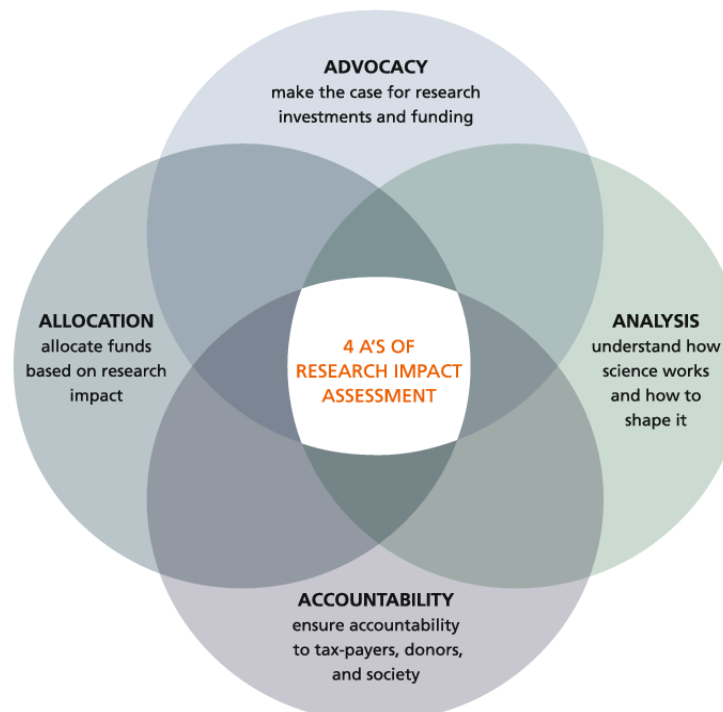 ADVOCACY
make the case for research
investments and funding
ALLOCATION
allocate funds
based on research
impact
4 A'S OF
RESEARCH IMPACT
ASSESSMENT
ANALYSIS
understand how
science works
and how to
shape it
ACCOUNTABILITY
ensure accountability
to tax-payers, donors,
and society